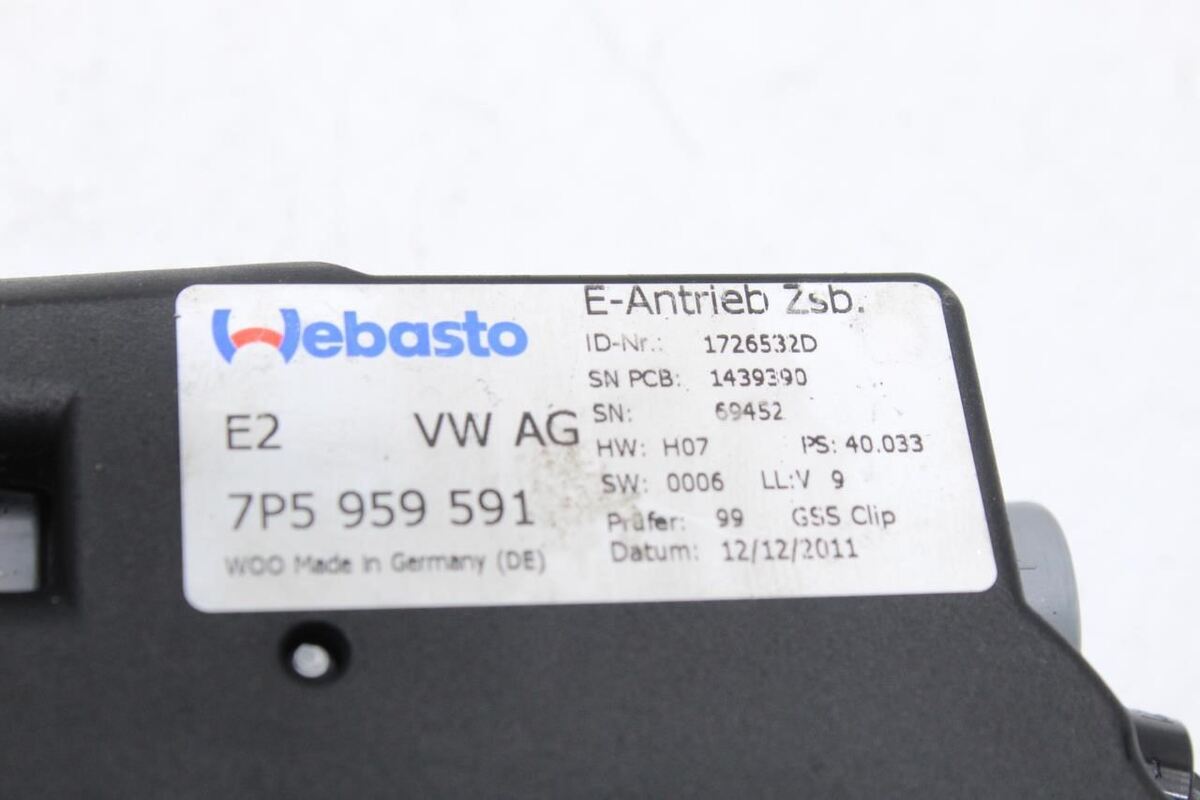 Webasto
E2 VW AG
7P5 959 591
WOO Made in Germany (DE)
E-Antrieb Zsb.
ID-Nr.: 1726532D
SN PCB: 1439390
SN: 69452
HW: H07 PS: 40.033
SW: 0006 LL:V 9
Prüfer: 99 GSS Clip
Datum: 12/12/2011